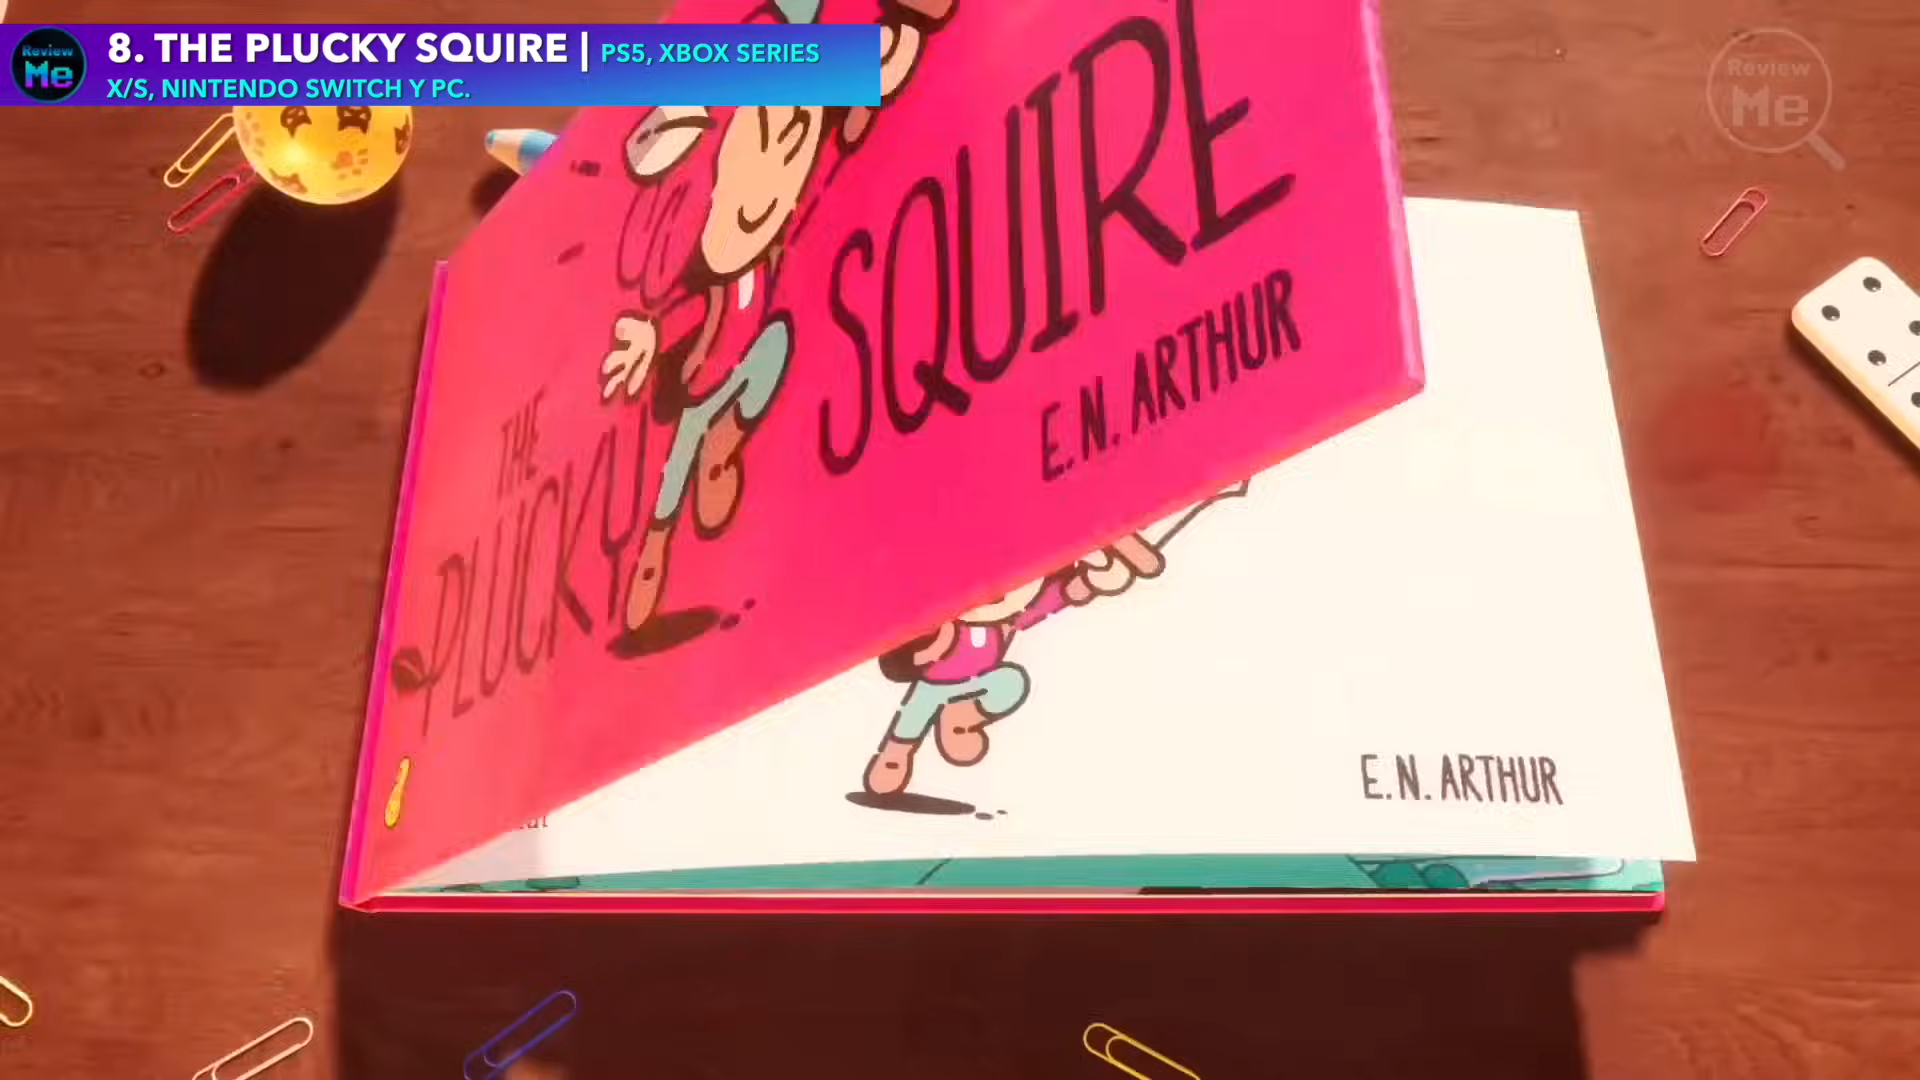 Review
Me
8. THE PLUCKY SQUIRE | PS5, XBOX SERIES
X/S, NINTENDO SWITCH Y PC.
Review
Me
THE
PLUCKY
SQUIRE
E. N. ARTHUR
E. N. ARTHUR